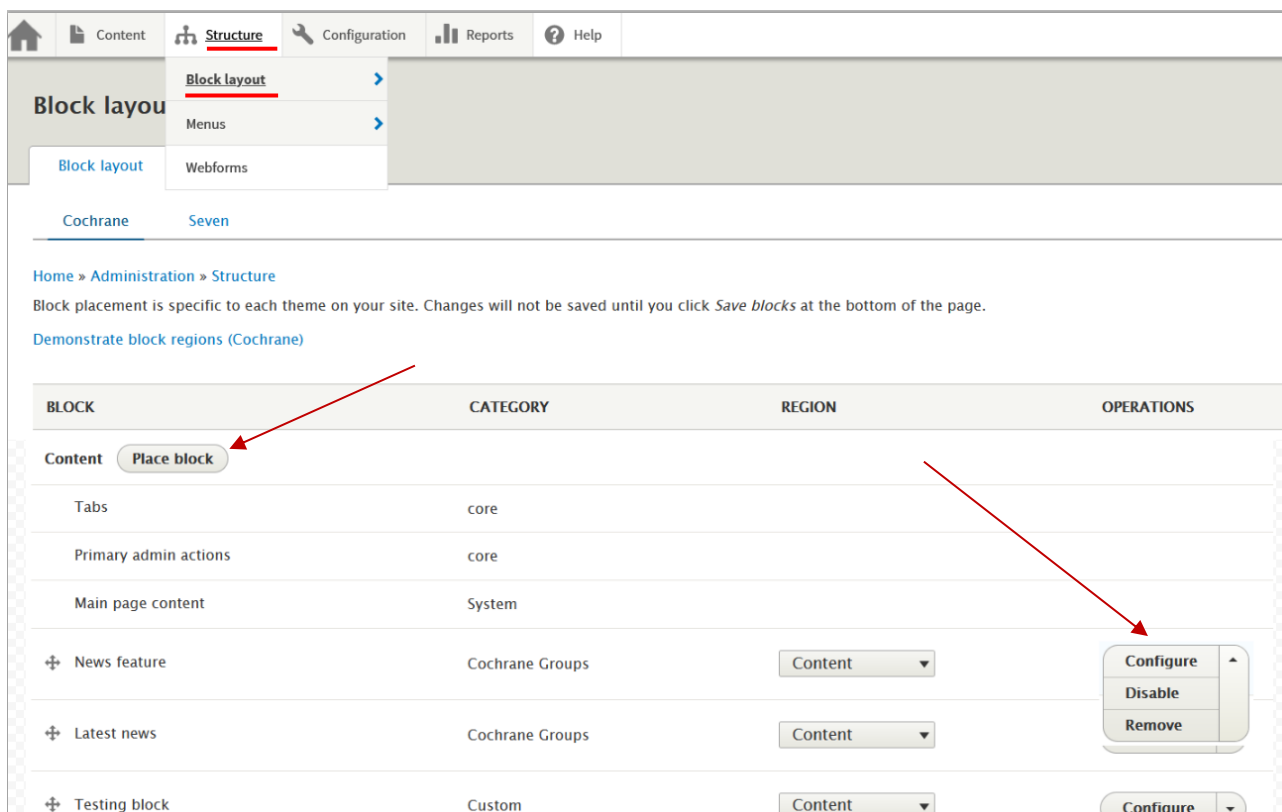 Content Structure Configuration Reports Help
Block layout
Block layou
Menus
Block layout Webforms
Cochrane Seven
Home » Administration » Structure
Block placement is specific to each theme on your site. Changes will not be saved until you click Save blocks at the bottom of the page.
Demonstrate block regions (Cochrane)
BLOCK CATEGORY REGION OPERATIONS
Content Place block
Tabs core
Primary admin actions core
Main page content System
News feature Cochrane Groups Content Configure
Disable
Remove
Latest news Cochrane Groups Content
Testing block Custom Content Configure